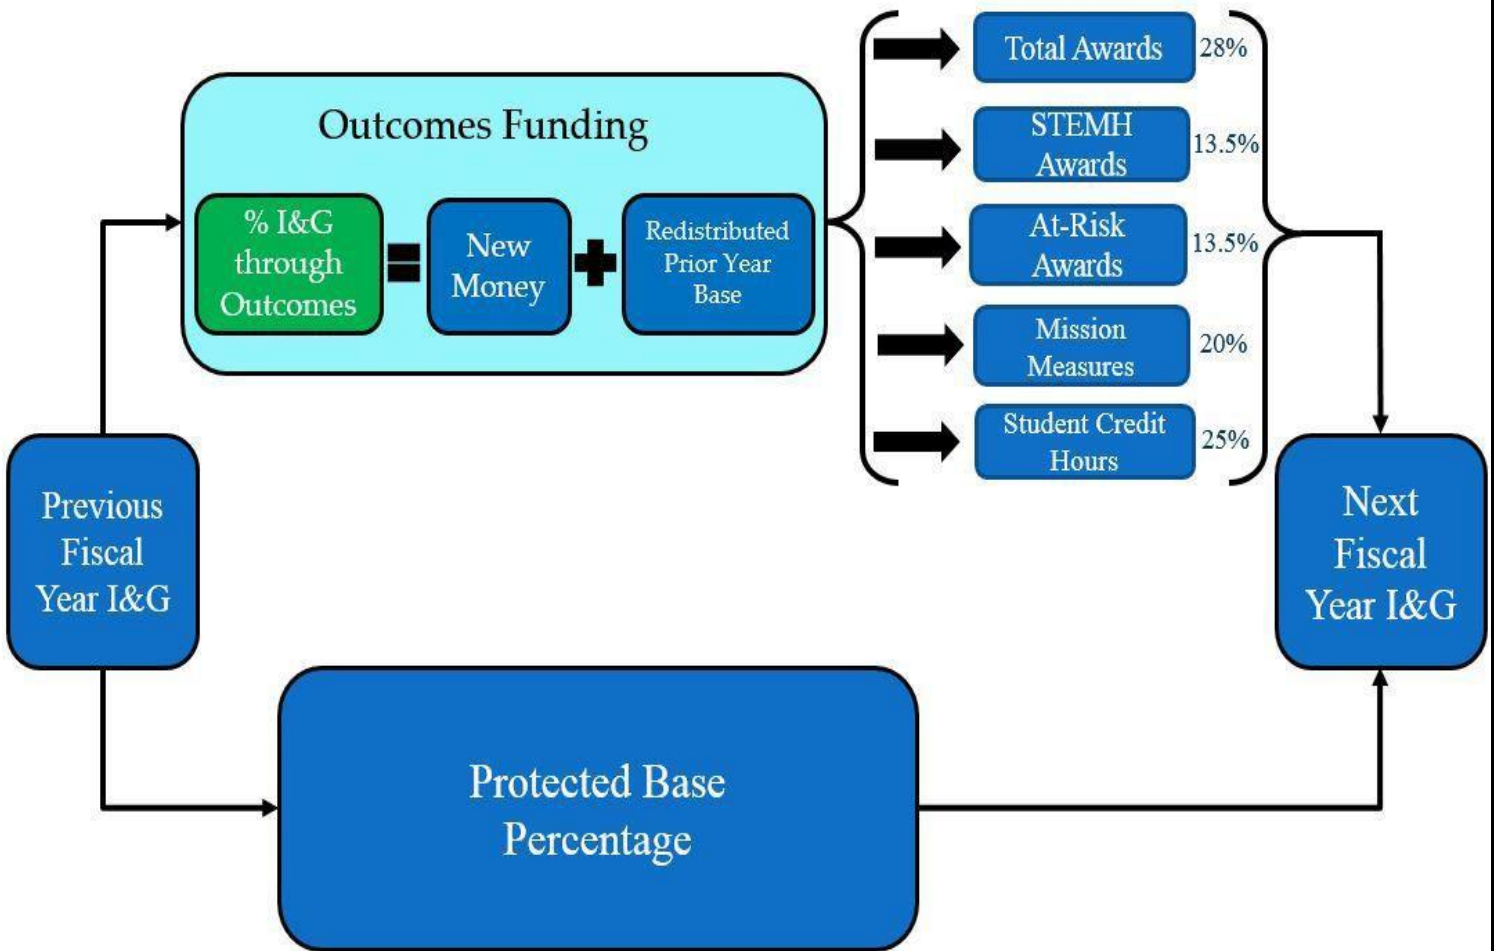 Outcomes Funding
% I&G
through
Outcomes
=
New
Money
+
Redistributed
Prior Year
Base
Total Awards 28%
STEMH
Awards
13.5%
At-Risk
Awards
13.5%
Mission
Measures
20%
Student Credit
Hours
25%
Previous
Fiscal
Year I&G
Next
Fiscal
Year I&G
Protected Base
Percentage